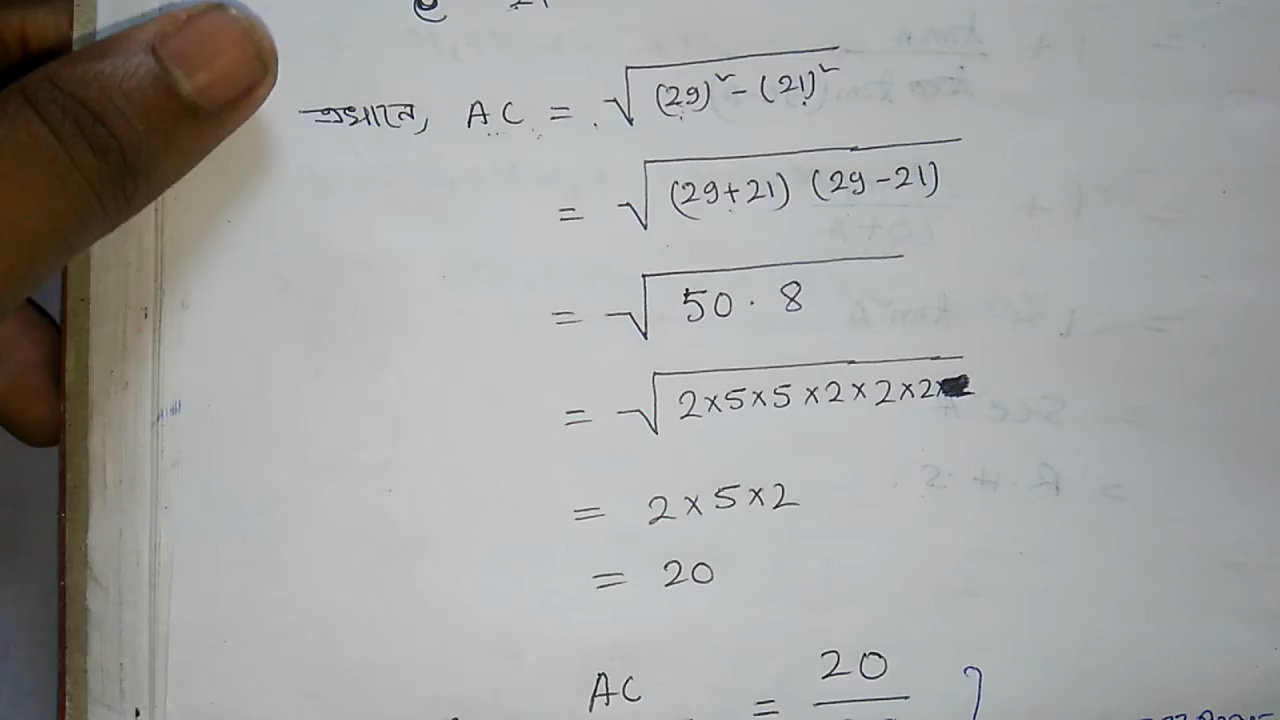 এখানে, AC = √(29)² - (21)²
= √(29+21) (29-21)
= √50 · 8
= √2×5×5×2×2×2
= 2×5×2
= 20
AC = 20